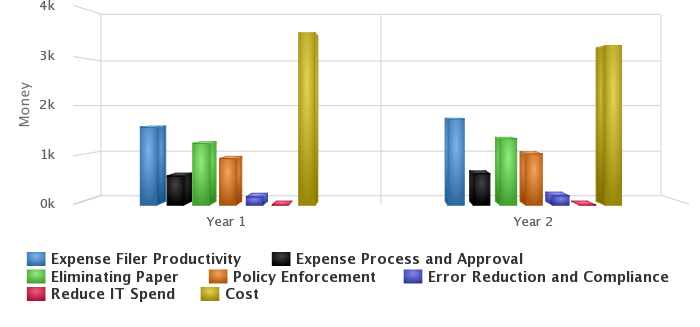 4k
3k
2k
1k
0k
Money
Year 1
Year 2
Expense Filer Productivity
Expense Process and Approval
Eliminating Paper
Policy Enforcement
Error Reduction and Compliance
Reduce IT Spend
Cost